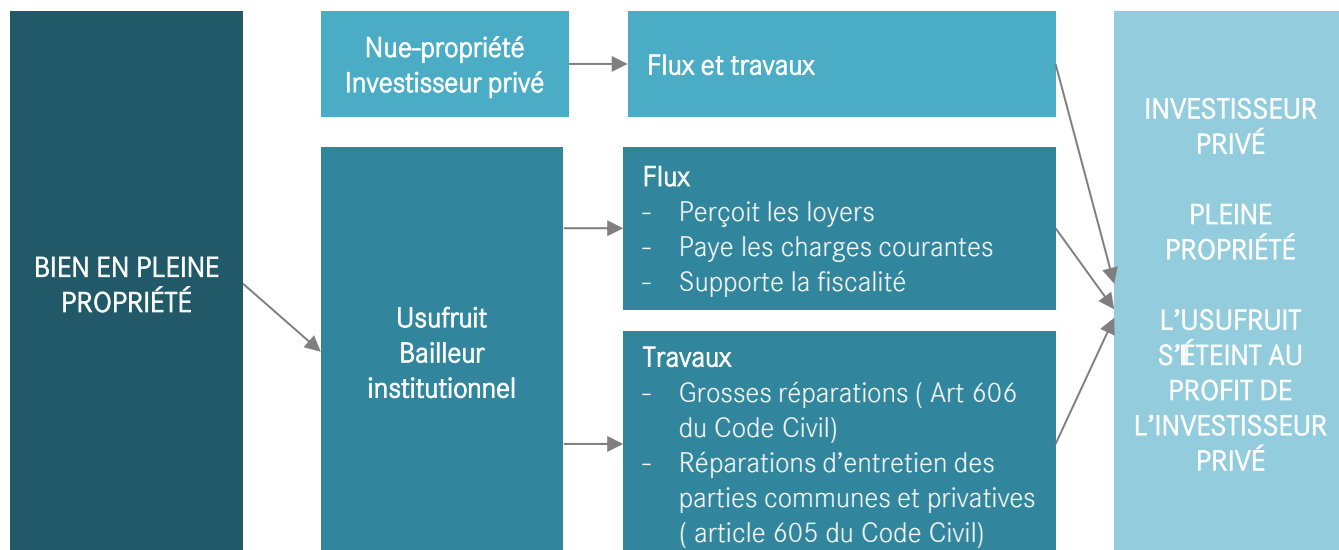 BIEN EN PLEINE
PROPRIÉTÉ
Nue-propriété
Investisseur privé
Flux et travaux
Usufruit
Bailleur
institutionnel
Flux
- Perçoit les loyers
- Paye les charges courantes
- Supporte la fiscalité
Travaux
- Grosses réparations ( Art 606
du Code Civil)
- Réparations d'entretien des
parties communes et privatives
( article 605 du Code Civil)
INVESTISSEUR
PRIVÉ
PLEINE
PROPRIÉTÉ
L'USUFRUIT
S'ÉTEINT AU
PROFIT DE
L'INVESTISSEUR
PRIVÉ